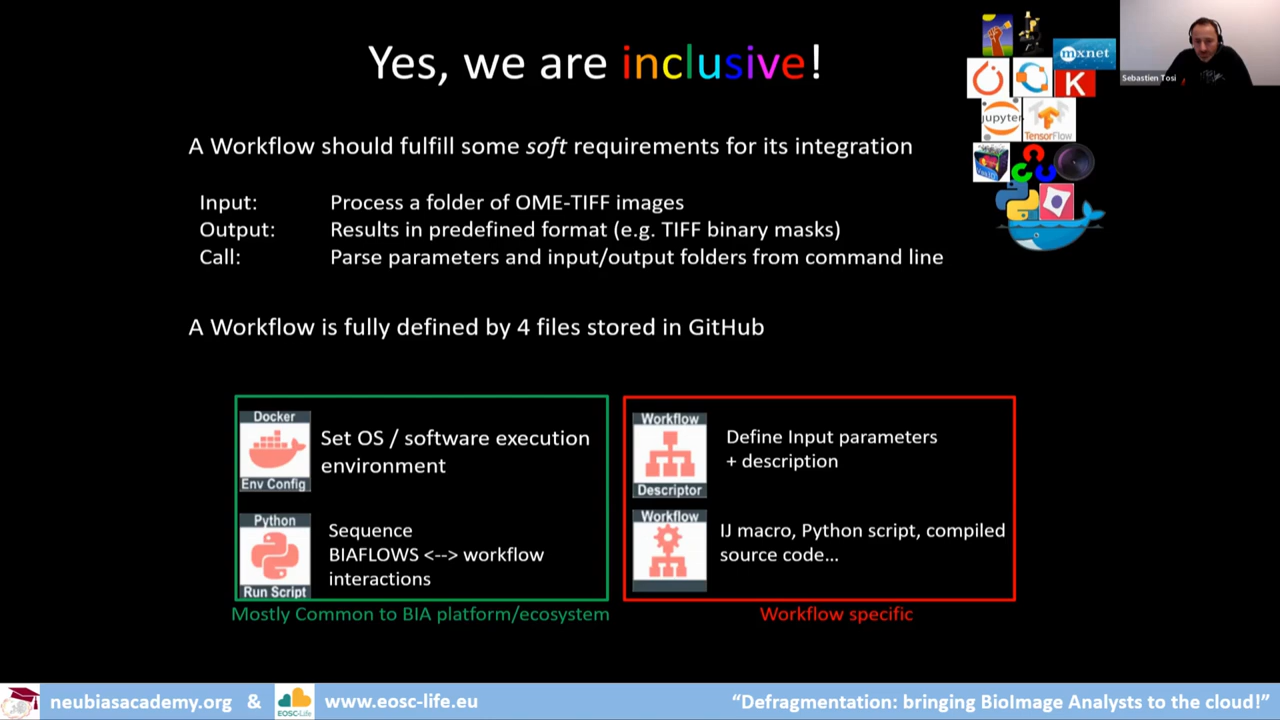 Yes, we are inclusive!
mxnet
K
Sebastien Tosi
jupyter
TensorFlow
A Workflow should fulfill some soft requirements for its integration
Input: Process a folder of OME-TIFF images
Output: Results in predefined format (e.g. TIFF binary masks)
Call: Parse parameters and input/output folders from command line
A Workflow is fully defined by 4 files stored in GitHub
Docker
Env Config
Set OS / software execution
environment
Python
Run Script
Sequence
BIAFLOWS <--> workflow
interactions
Mostly Common to BIA platform/ecosystem
Workflow
Descriptor
Define Input parameters
+ description
Workflow
IJ macro, Python script, compiled
source code...
Workflow specific
neubiasacademy.org & EOSC-Life www.eosc-life.eu “Defragmentation: bringing BioImage Analysts to the cloud!”